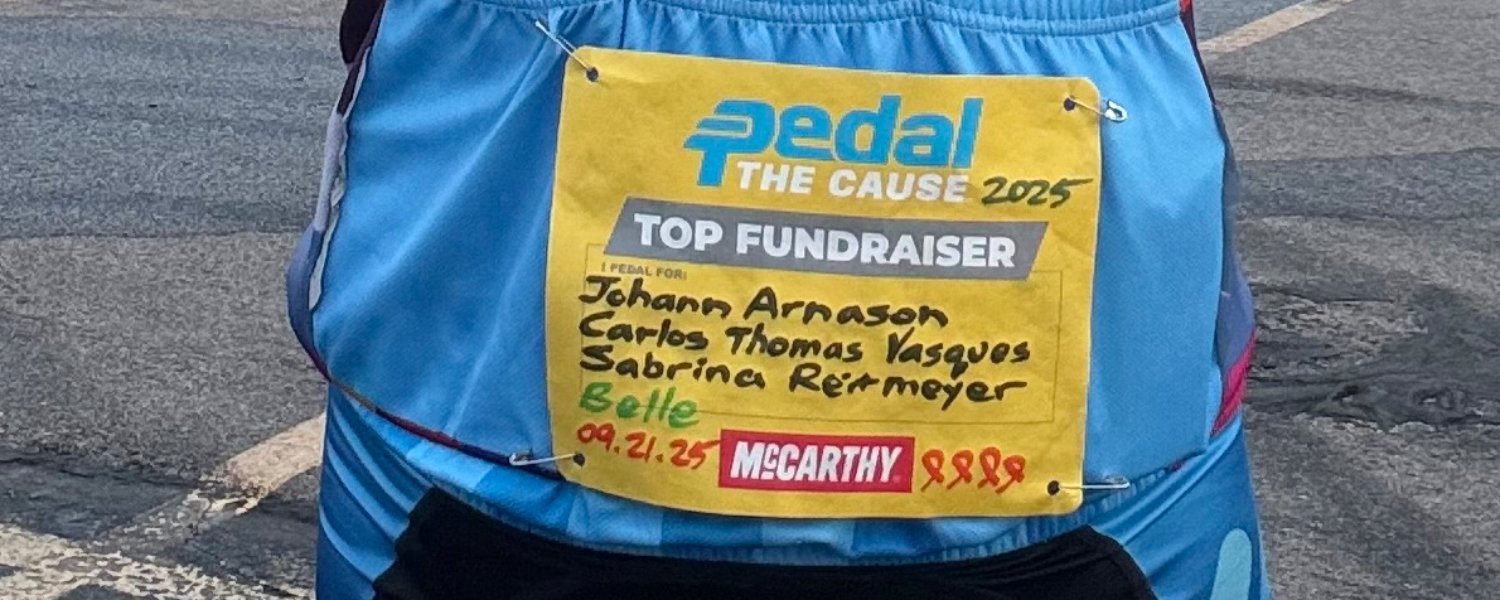 Pedal
THE CAUSE 2025
TOP FUNDRAISER
I PEDAL FOR:
Johann Arnason
Carlos Thomas Vasques
Sabrina Reitmeyer
Belle
09.21.25 McCARTHY